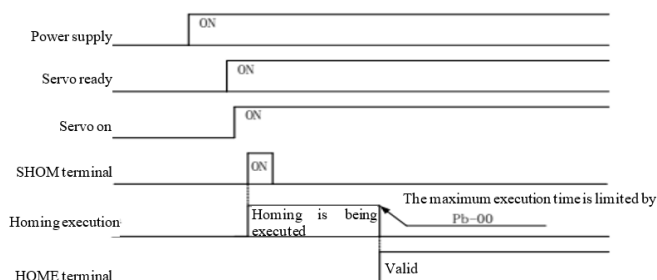 Power supply
ON
Servo ready
ON
Servo on
ON
SHOM terminal
ON
The maximum execution time is limited by
Pb-00
Homing execution
Homing is being
executed
HOME terminal
Valid